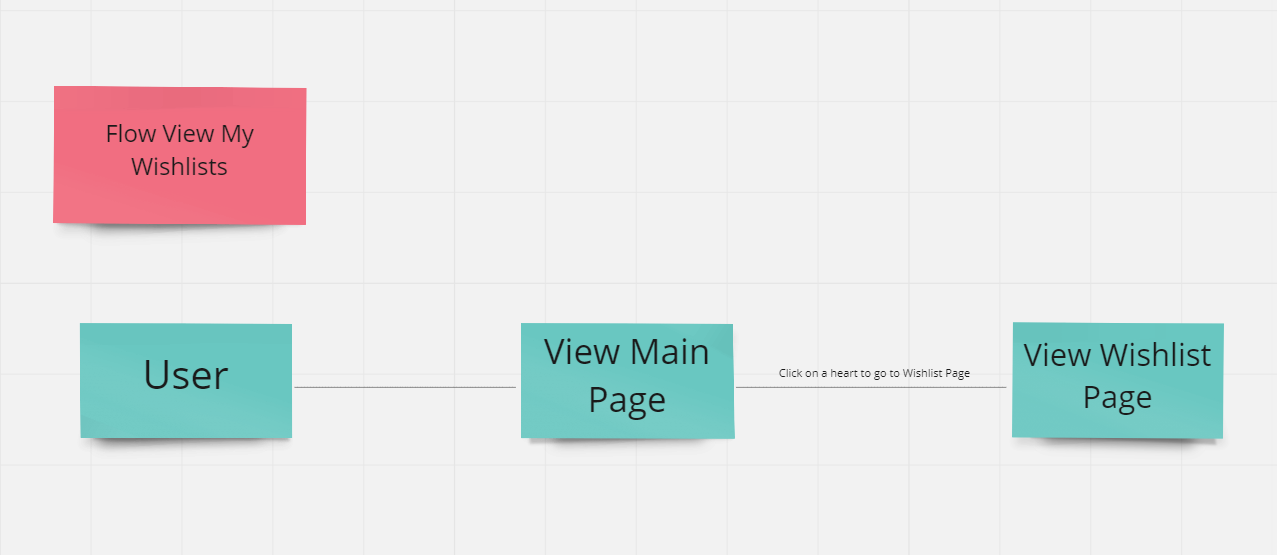 Flow View My
Wishlists
User
View Main
Page
Click on a heart to go to Wishlist Page
View Wishlist
Page